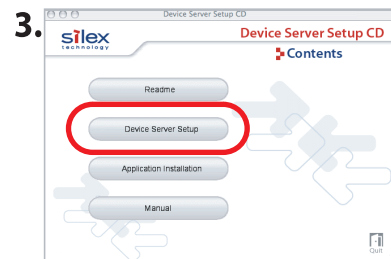 3.
Device Server Setup CD
silex
technology
Device Server Setup CD
Contents
Readme
Device Server Setup
Application Installation
Manual
Quit